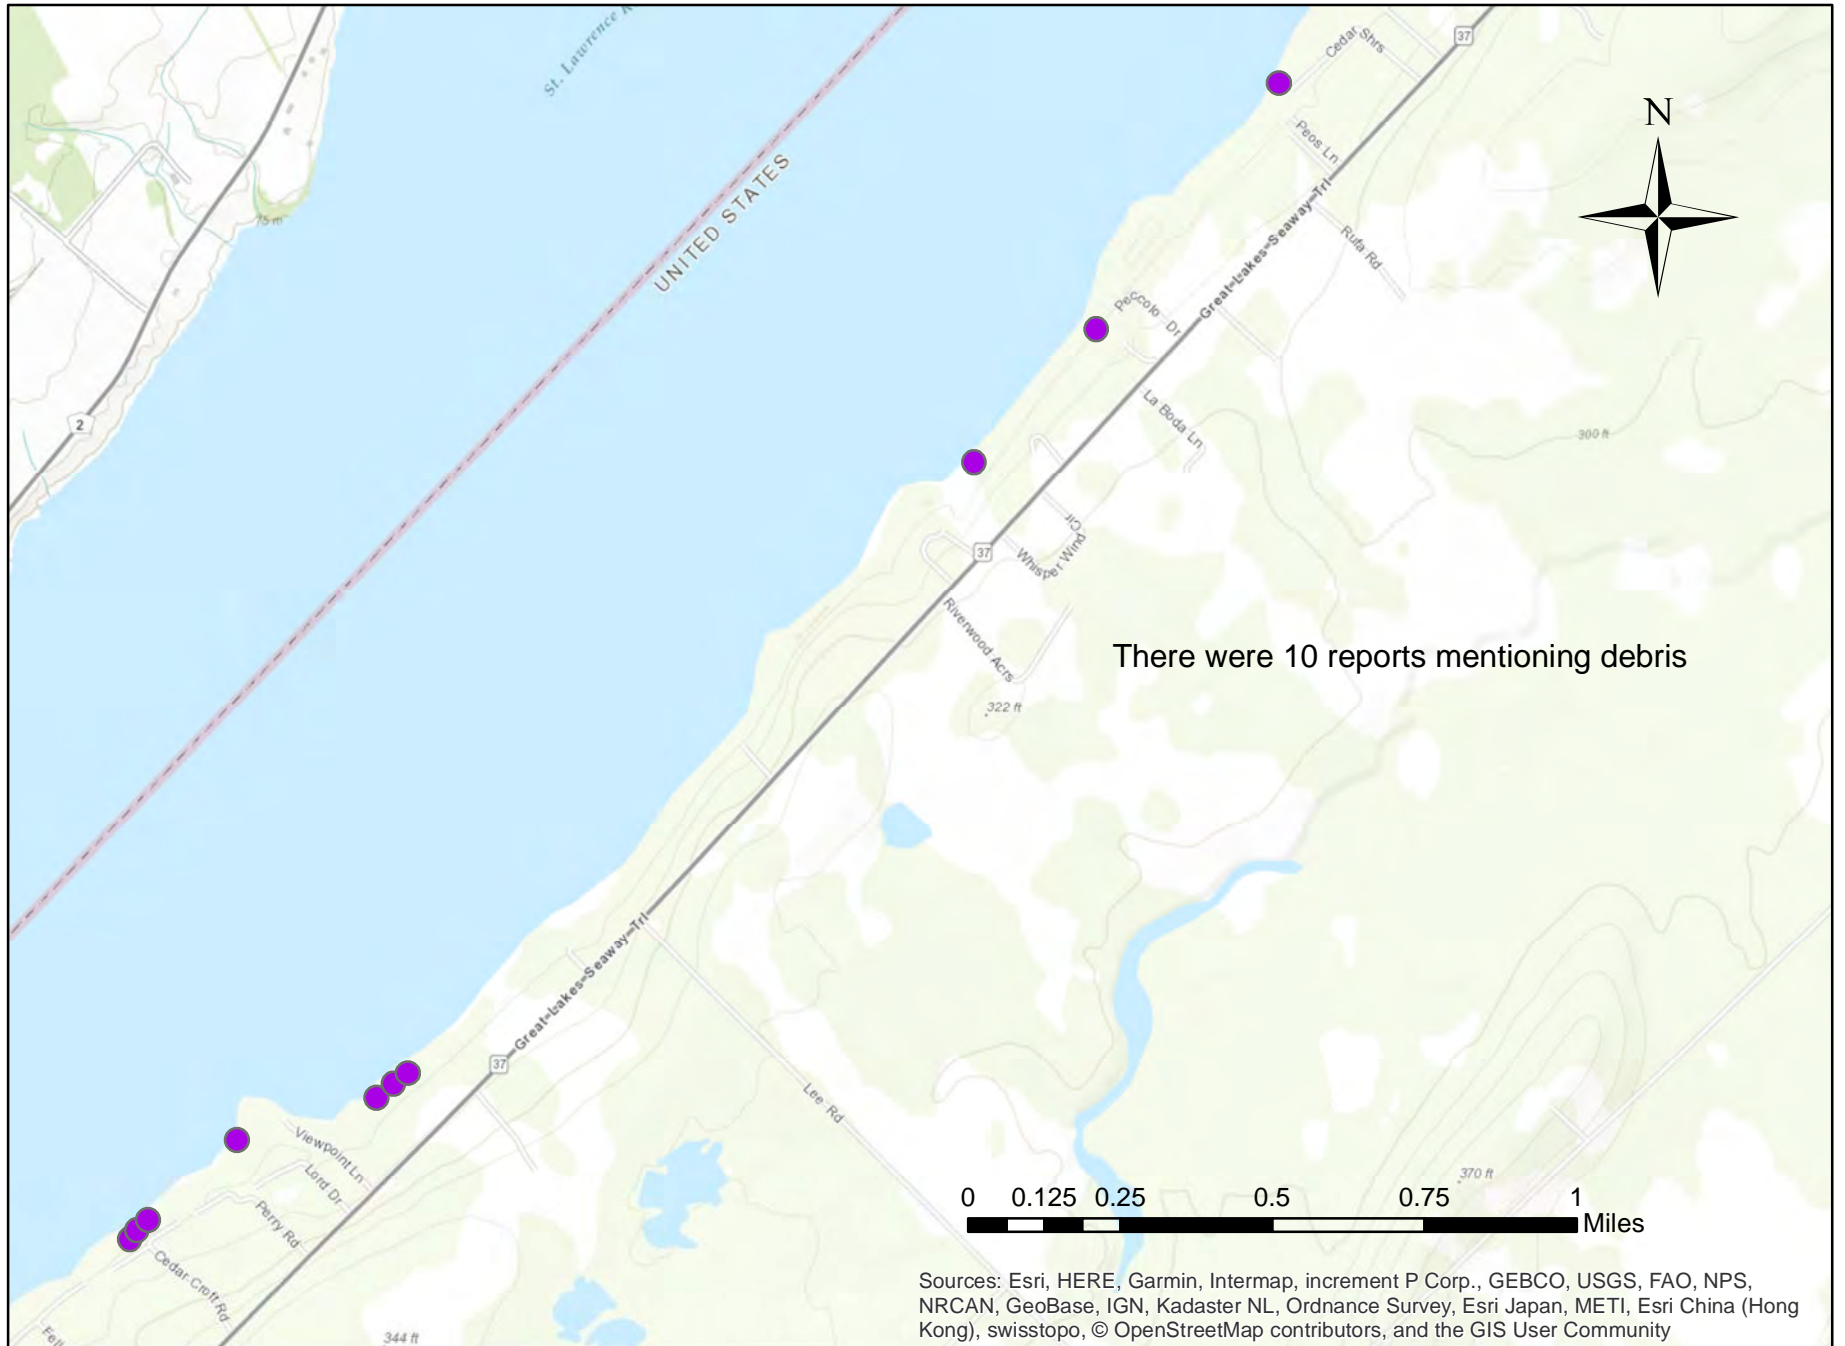 St. Lawrence
Cedar Shrs
37
N
Peos Ln
UNITED STATES
15 m
Great-Lakes-Seaway-Trl
Rufa Rd
Peccolo Dr
2
La Boda Ln
300 ft
37
Whisper Wind Cir
Riverwood Acrs
There were 10 reports mentioning debris
322 ft
Great-Lakes-Seaway-Trl
37
Lee Rd
Viewpoint Ln
Lord Dr
Perry Rd
370 ft
0 0.125 0.25 0.5 0.75 1
Miles
Cedar Croft Rd
344 ft
Sources: Esri, HERE, Garmin, Intermap, increment P Corp., GEBCO, USGS, FAO, NPS,
NRCAN, GeoBase, IGN, Kadaster NL, Ordnance Survey, Esri Japan, METI, Esri China (Hong
Kong), swisstopo, © OpenStreetMap contributors, and the GIS User Community